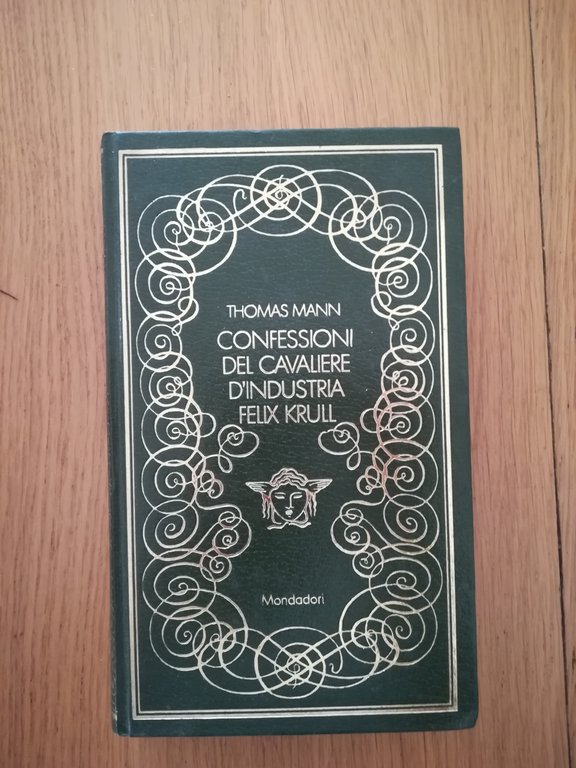 THOMAS MANN
CONFESSIONI
DEL CAVALIERE
D'INDUSTRIA
FELIX KRULL
Mondadori